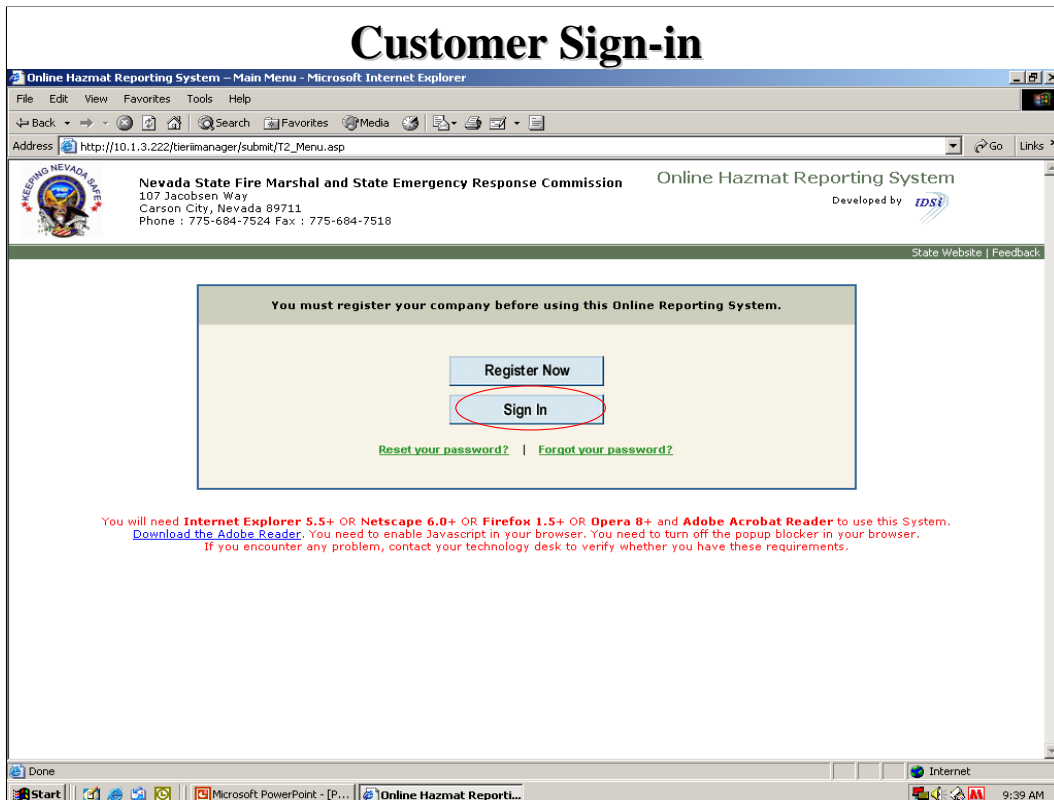 Customer Sign-in
Online Hazmat Reporting System – Main Menu - Microsoft Internet Explorer
File Edit View Favorites Tools Help
Back Search Favorites Media
Address http://10.1.3.222/tieriimanager/submit/T2_Menu.asp Go Links
KEEPING NEVADA SAFE
Nevada State Fire Marshal and State Emergency Response Commission
107 Jacobsen Way
Carson City, Nevada 89711
Phone : 775-684-7524 Fax : 775-684-7518
Online Hazmat Reporting System
Developed by IDSi
State Website | Feedback
You must register your company before using this Online Reporting System.
Register Now
Sign In
Reset your password? | Forgot your password?
You will need Internet Explorer 5.5+ OR Netscape 6.0+ OR Firefox 1.5+ OR Opera 8+ and Adobe Acrobat Reader to use this System.
Download the Adobe Reader. You need to enable Javascript in your browser. You need to turn off the popup blocker in your browser.
If you encounter any problem, contact your technology desk to verify whether you have these requirements.
Done Internet
Start Microsoft PowerPoint - [P... Online Hazmat Reporti... 9:39 AM